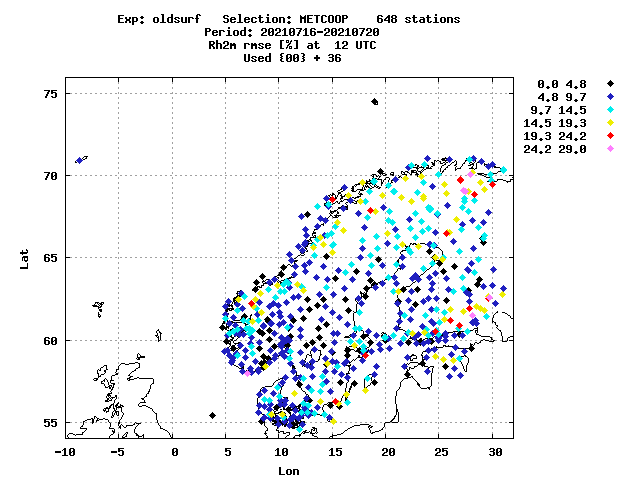 Exp: oldsurf   Selection: METCOOP    648 stations
Period: 20210716-20210720
Rh2m rmse [%] at  12 UTC
Used {00} + 36
0.0 4.8
4.8 9.7
9.7 14.5
14.5 19.3
19.3 24.2
24.2 29.0
75
70
65
60
55
Lat
-10 -5 0 5 10 15 20 25 30
Lon